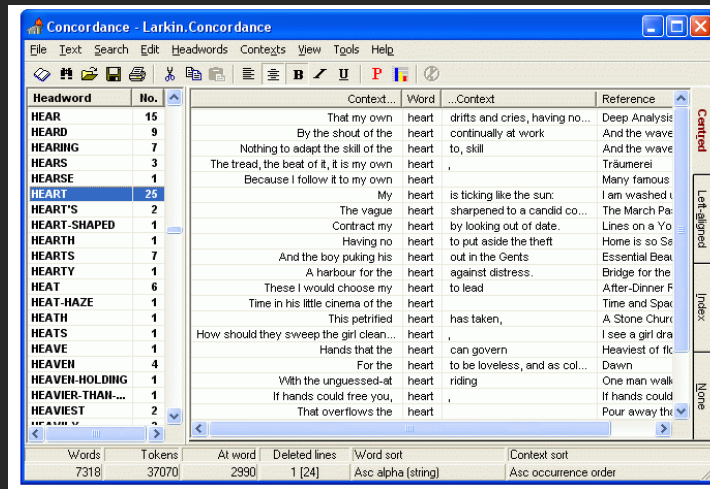 Concordance - Larkin.Concordance
File Text Search Edit Headwords Contexts View Tools Help
B I U P
Headword No. Context... Word ...Context Reference
HEAR 15 That my own heart drifts and cries, having no... Deep Analysis
HEARD 9 By the shout of the heart continually at work And the wave
HEARING 7 Nothing to adapt the skill of the heart to, skill And the wave
HEARS 3 The tread, the beat of it, it is my own heart , Träumerei
HEARSE 1 Because I follow it to my own heart Many famous
HEART 25 My heart is ticking like the sun: I am washed u
HEART'S 2 The vague heart sharpened to a candid co... The March Pa
HEART-SHAPED 1 Contract my heart by looking out of date. Lines on a Yo
HEARTH 1 Having no heart to put aside the theft Home is so Sa
HEARTS 7 And the boy puking his heart out in the Gents Essential Beau
HEARTY 1 A harbour for the heart against distress. Bridge for the
HEAT 6 These I would choose my heart to lead After-Dinner R
HEAT-HAZE 1 Time in his little cinema of the heart Time and Spac
HEATH 1 This petrified heart has taken, A Stone Churc
HEATS 1 How should they sweep the girl clean... heart , I see a girl dra
HEAVE 1 Hands that the heart can govern Heaviest of flo
HEAVEN 4 For the heart to be loveless, and as col... Dawn
HEAVEN-HOLDING 1 With the unguessed-at heart riding One man walk
HEAVIER-THAN-... 1 If hands could free you, heart , If hands could
HEAVIEST 2 That overflows the heart Pour away tha
Centred
Left-aligned
Index
None
Words Tokens At word Deleted lines Word sort Context sort
7318 37070 2990 1 [24] Asc alpha (string) Asc occurrence order